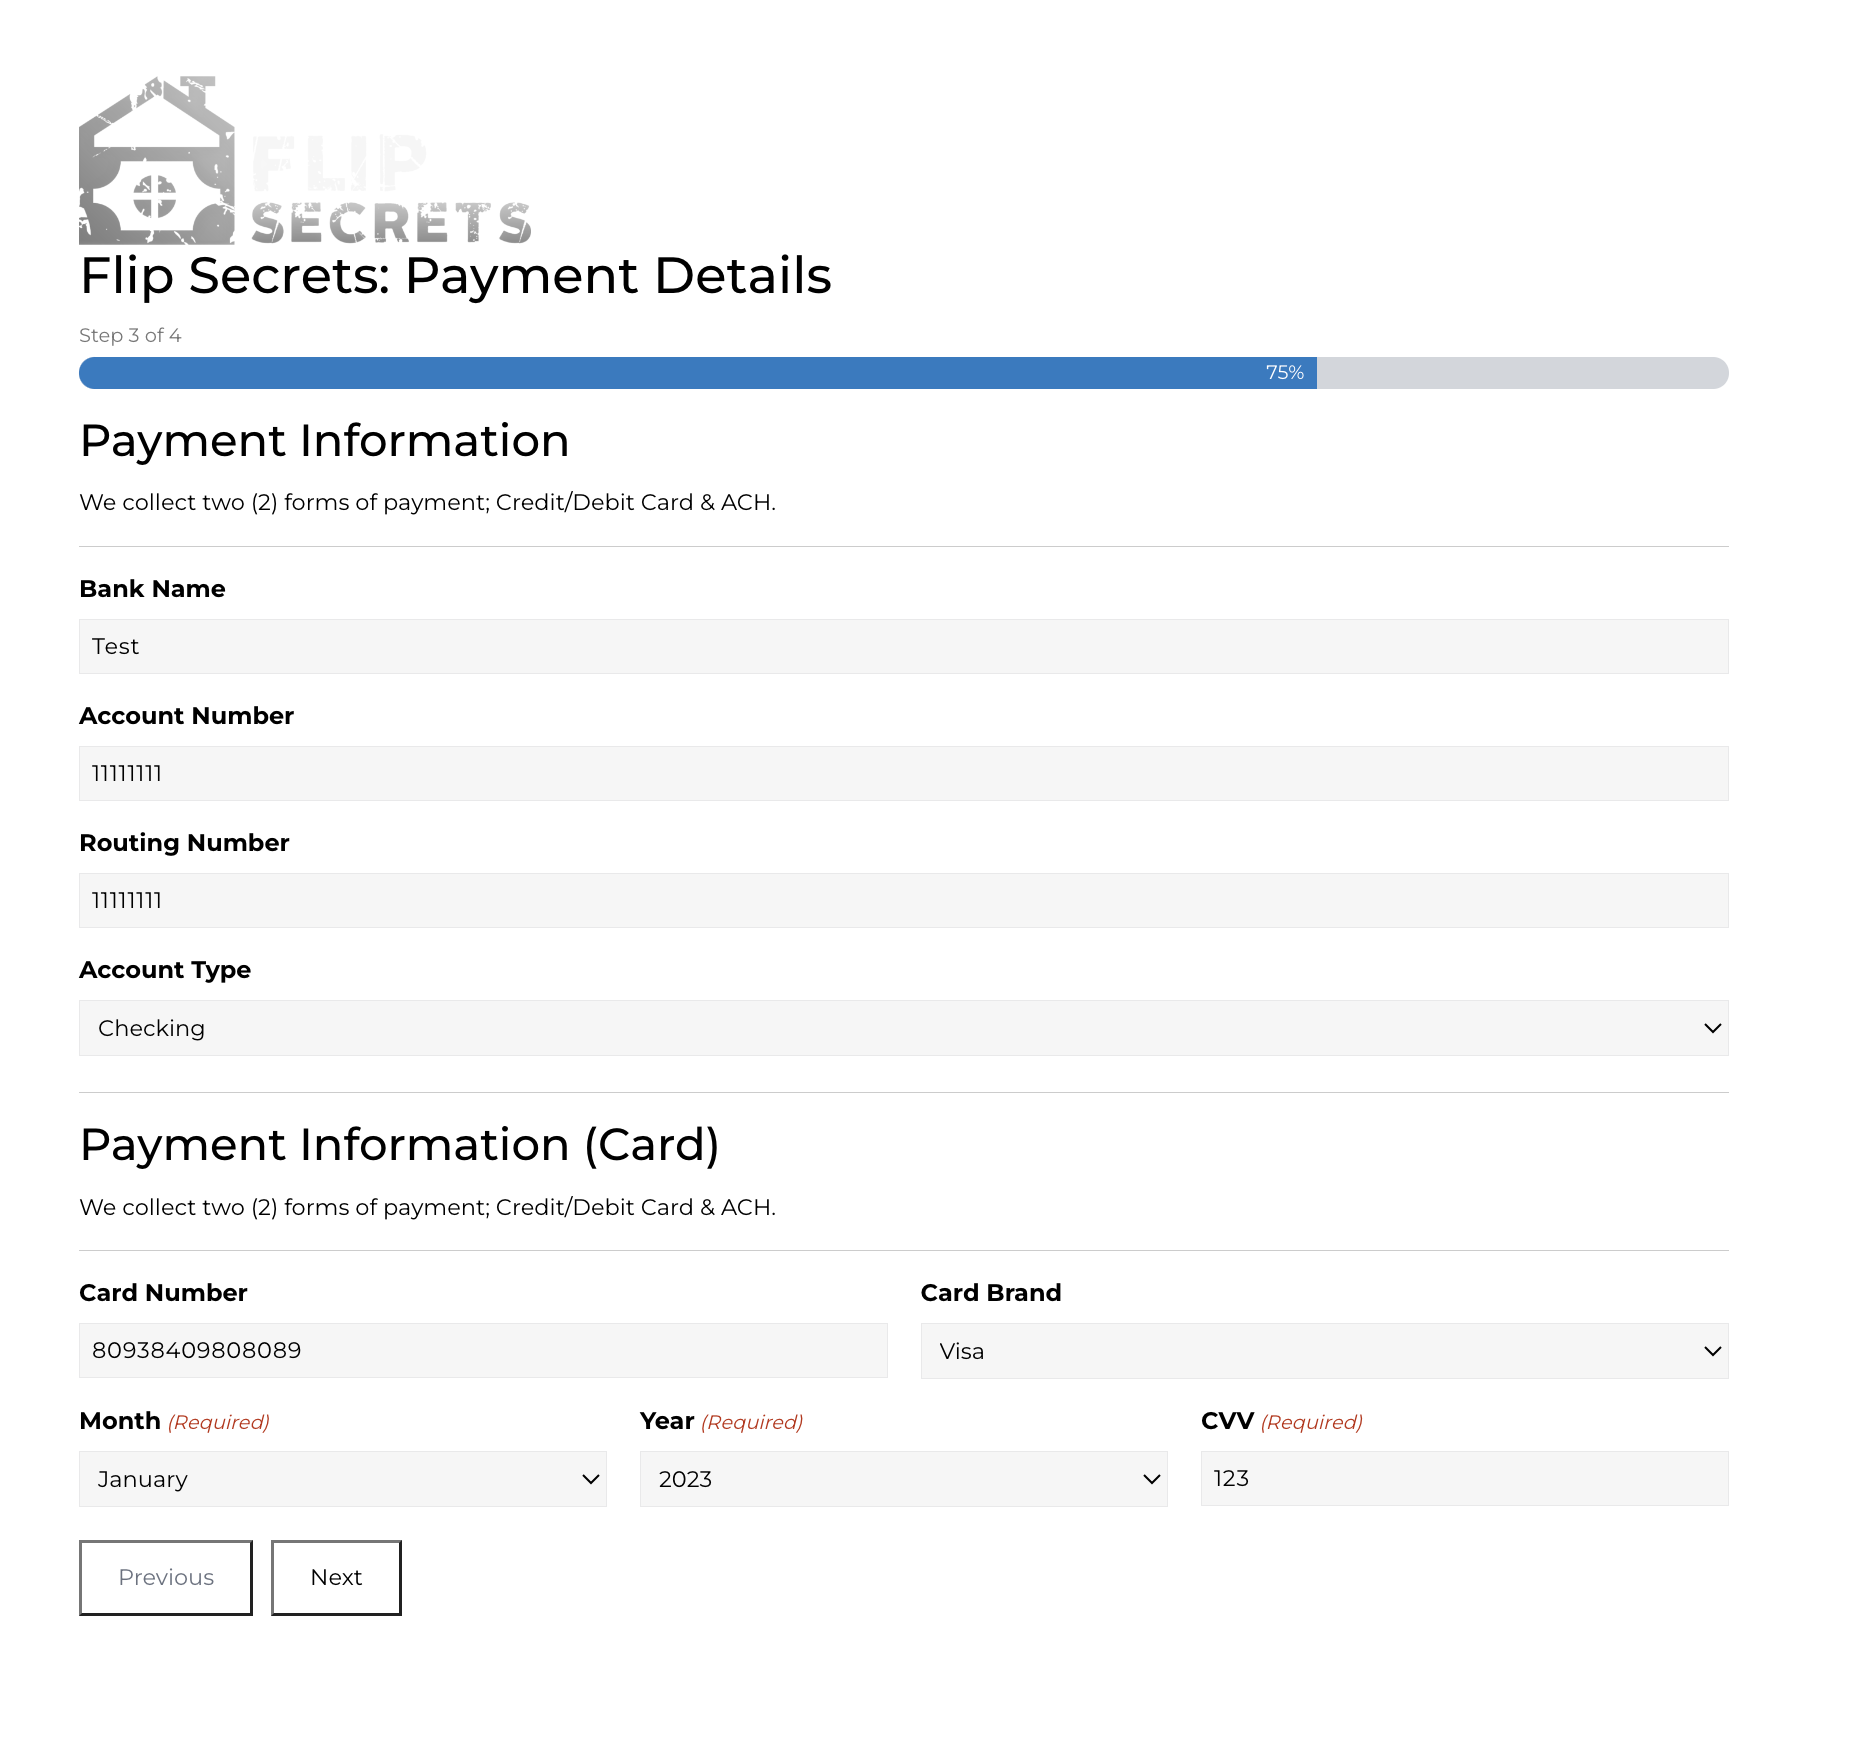 FLIP
SECRETS
Flip Secrets: Payment Details
Step 3 of 4
75%
Payment Information
We collect two (2) forms of payment; Credit/Debit Card & ACH.
Bank Name
Test
Account Number
11111111
Routing Number
11111111
Account Type
Checking
Payment Information (Card)
We collect two (2) forms of payment; Credit/Debit Card & ACH.
Card Number Card Brand
80938409808089 Visa
Month (Required) Year (Required) CVV (Required)
January 2023 123
Previous Next